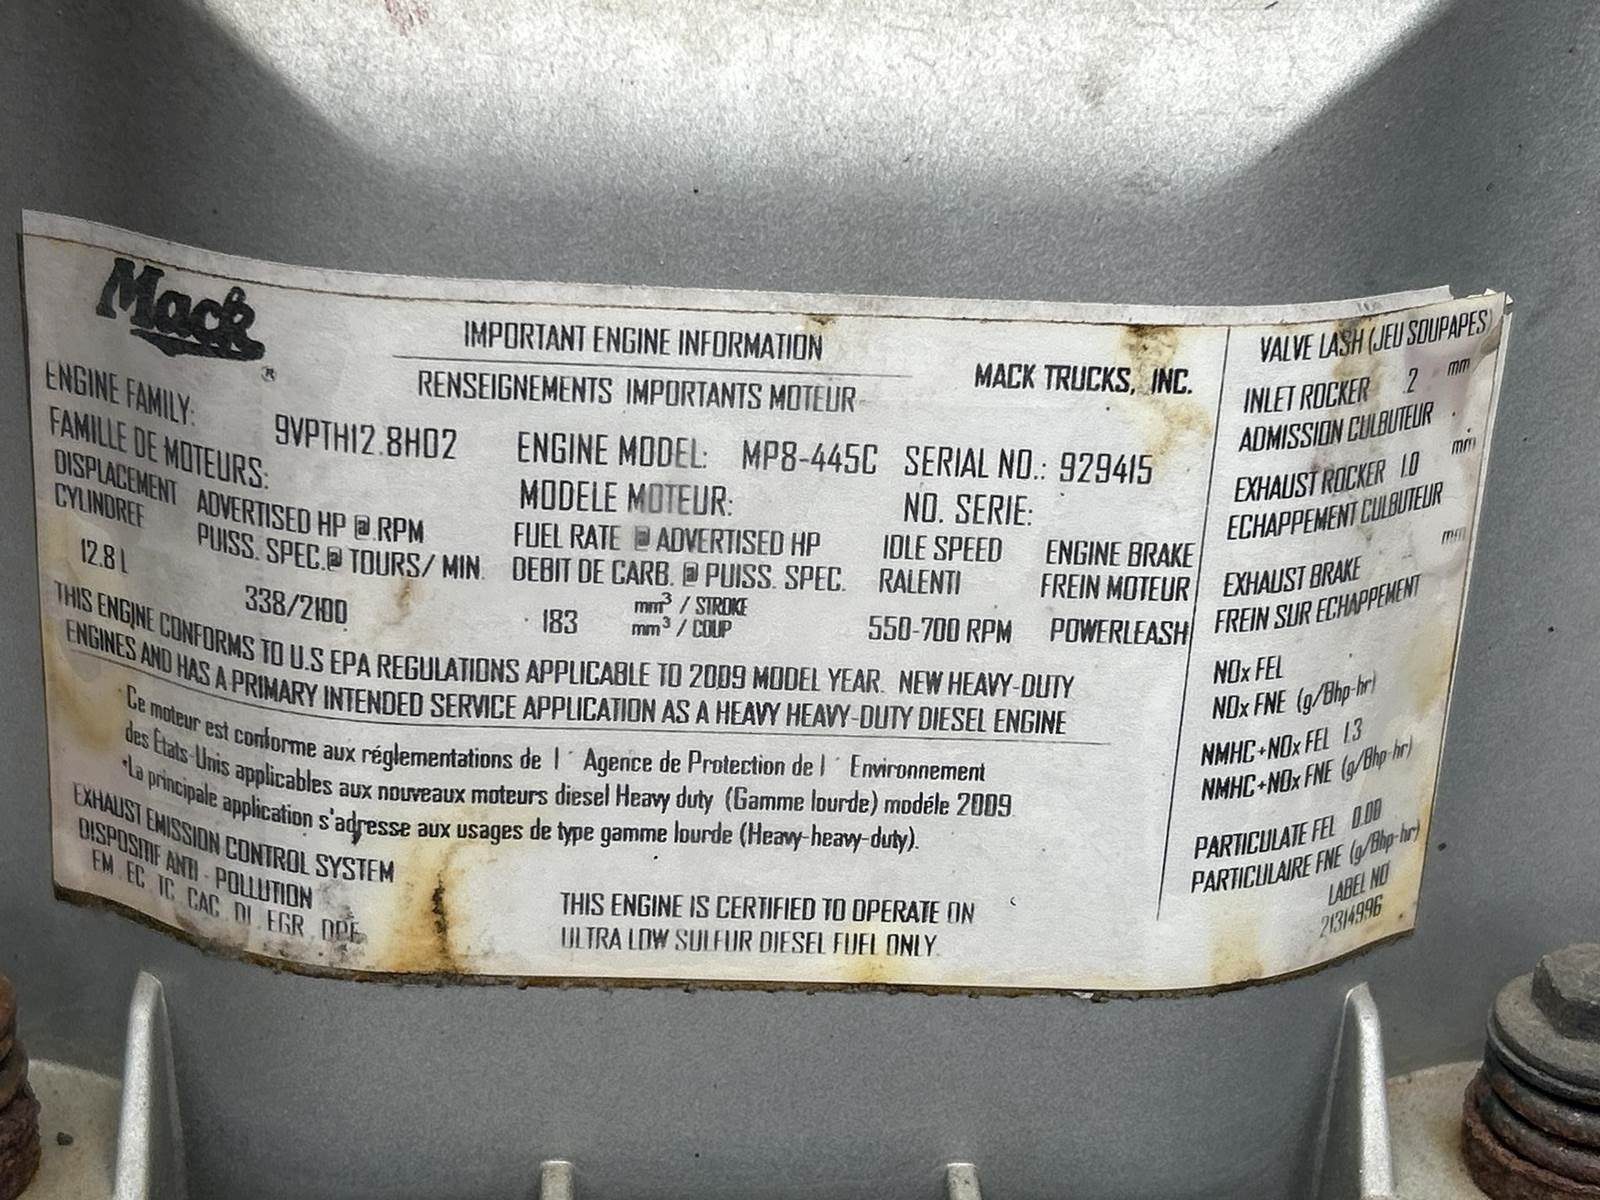 Mack ®
IMPORTANT ENGINE INFORMATION
RENSEIGNEMENTS IMPORTANTS MOTEUR
MACK TRUCKS, INC.
ENGINE FAMILY:
FAMILLE DE MOTEURS:
9VPTH12.8H02
ENGINE MODEL: MP8-445C
MODELE MOTEUR:
SERIAL NO.: 929415
NO. SERIE:
DISPLACEMENT
CYLINDREE
12.8 L
ADVERTISED HP @ RPM
PUISS. SPEC.@ TOURS/ MIN.
338/2100
FUEL RATE @ ADVERTISED HP
DEBIT DE CARB. @ PUISS. SPEC.
183
mm³ / STROKE
mm³ / COUP
IDLE SPEED
RALENTI
550-700 RPM
ENGINE BRAKE
FREIN MOTEUR
POWERLEASH
THIS ENGINE CONFORMS TO U.S EPA REGULATIONS APPLICABLE TO 2009 MODEL YEAR. NEW HEAVY-DUTY
ENGINES AND HAS A PRIMARY INTENDED SERVICE APPLICATION AS A HEAVY HEAVY-DUTY DIESEL ENGINE
Ce moteur est conforme aux réglementations de l ´ Agence de Protection de l ´ Environnement
des États-Unis applicables aux nouveaux moteurs diesel Heavy duty (Gamme lourde) modéle 2009
*La principale application s'adresse aux usages de type gamme lourde (Heavy-heavy-duty).
EXHAUST EMISSION CONTROL SYSTEM
DISPOSITIF ANTI - POLLUTION
EM EC TC CAC DI EGR DPF
THIS ENGINE IS CERTIFIED TO OPERATE ON
ULTRA LOW SULFUR DIESEL FUEL ONLY
VALVE LASH (JEU SOUPAPES)
INLET ROCKER .2 mm
ADMISSION CULBUTEUR
EXHAUST ROCKER 1.0 mm
ECHAPPEMENT CULBUTEUR
EXHAUST BRAKE mm
FREIN SUR ECHAPPEMENT
NOx FEL
NOx FNE (g/Bhp-hr)
NMHC+NOx FEL 1.3
NMHC+NOx FNE (g/Bhp-hr)
PARTICULATE FEL 0.00
PARTICULAIRE FNE (g/Bhp-hr)
LABEL NO
21314996